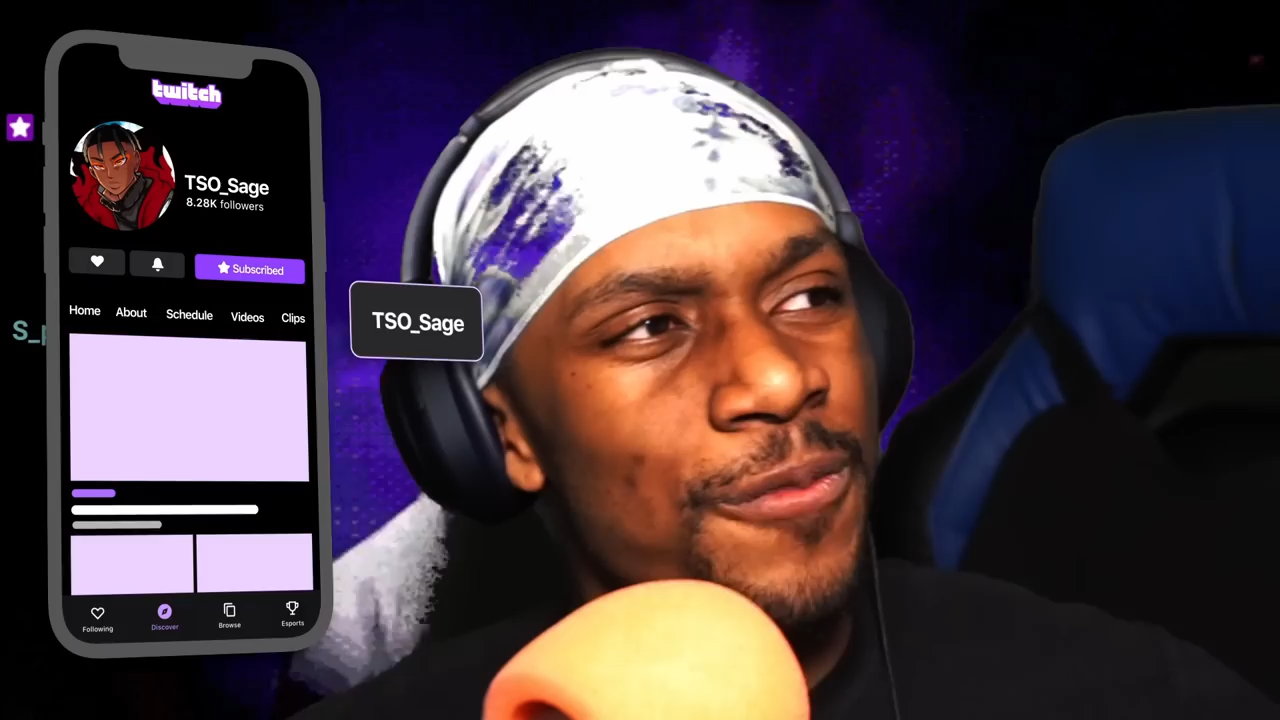 twitch
TSO_Sage
8.28K followers
Subscribed
Home About Schedule Videos Clips
TSO_Sage
Following Discover Browse Esports